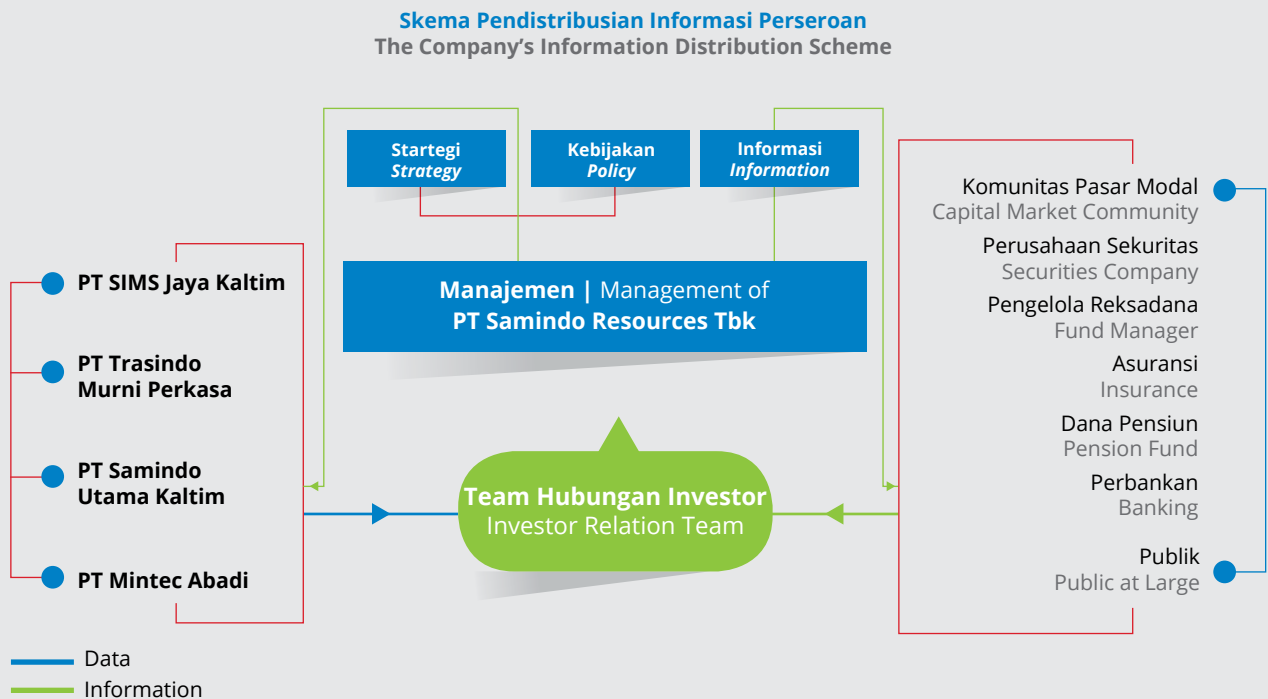 Skema Pendistribusian Informasi Perseroan
The Company’s Information Distribution Scheme
Startegi
Strategy
Kebijakan
Policy
Informasi
Information
Manajemen | Management of
PT Samindo Resources Tbk
PT SIMS Jaya Kaltim
PT Trasindo
Murni Perkasa
PT Samindo
Utama Kaltim
PT Mintec Abadi
Team Hubungan Investor
Investor Relation Team
Komunitas Pasar Modal
Capital Market Community
Perusahaan Sekuritas
Securities Company
Pengelola Reksadana
Fund Manager
Asuransi
Insurance
Dana Pensiun
Pension Fund
Perbankan
Banking
Publik
Public at Large
Data
Information